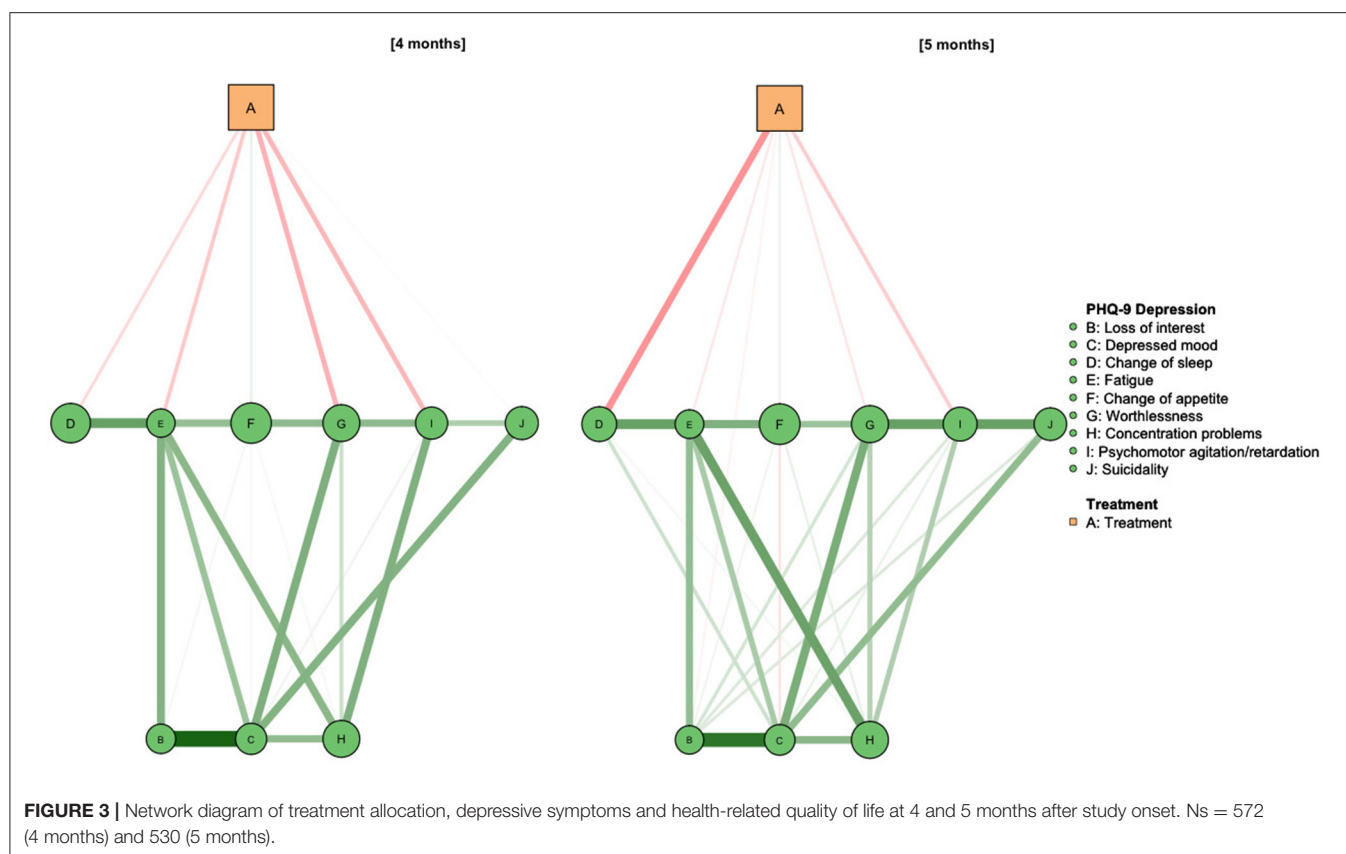 [4 months]
[5 months]
A
A
D
E
F
G
I
J
D
E
F
G
I
J
B
C
H
B
C
H
PHQ-9 Depression
B: Loss of interest
C: Depressed mood
D: Change of sleep
E: Fatigue
F: Change of appetite
G: Worthlessness
H: Concentration problems
I: Psychomotor agitation/retardation
J: Suicidality
Treatment
A: Treatment
FIGURE 3 | Network diagram of treatment allocation, depressive symptoms and health-related quality of life at 4 and 5 months after study onset. Ns = 572
(4 months) and 530 (5 months).